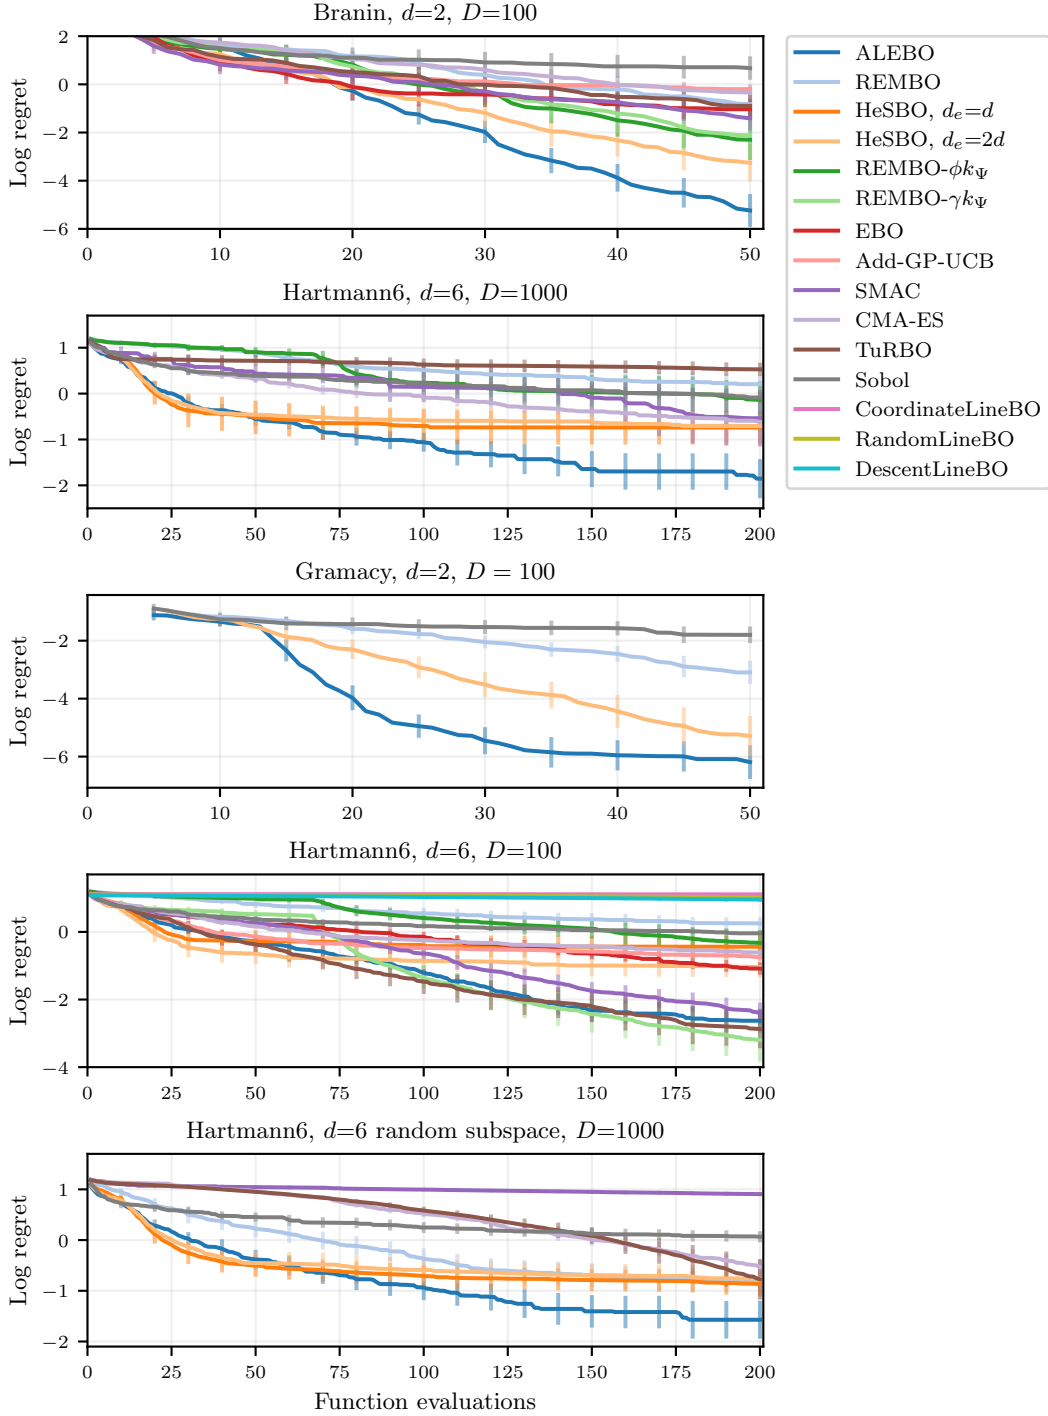 Branin, d=2, D=100
Log regret
2
0
−2
−4
−6
0 10 20 30 40 50
ALEBO
REMBO
HeSBO, dₑ=d
HeSBO, dₑ=2d
REMBO-ϕk_Ψ
REMBO-γk_Ψ
EBO
Add-GP-UCB
SMAC
CMA-ES
TuRBO
Sobol
CoordinateLineBO
RandomLineBO
DescentLineBO
Hartmann6, d=6, D=1000
Log regret
1
0
−1
−2
0 25 50 75 100 125 150 175 200
Gramacy, d=2, D = 100
Log regret
−2
−4
−6
0 10 20 30 40 50
Hartmann6, d=6, D=100
Log regret
0
−2
−4
0 25 50 75 100 125 150 175 200
Hartmann6, d=6 random subspace, D=1000
Log regret
1
0
−1
−2
0 25 50 75 100 125 150 175 200
Function evaluations